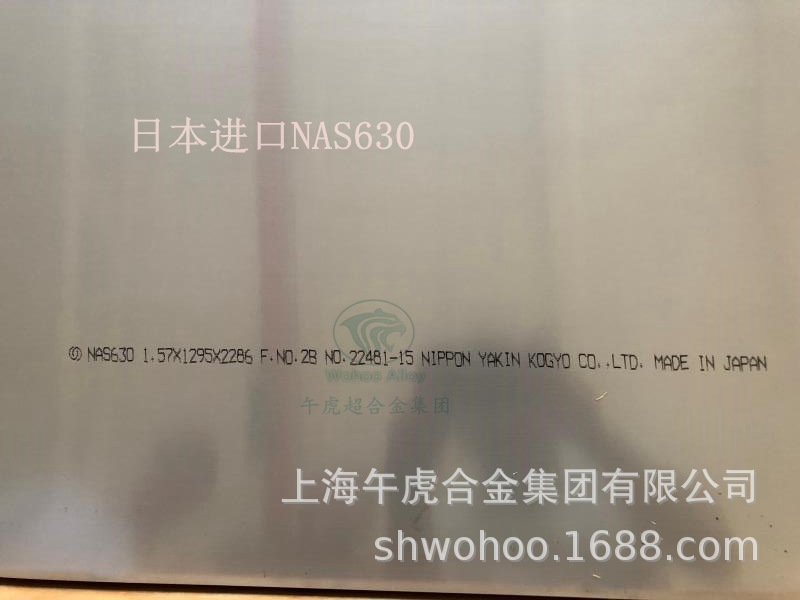 日本进口NAS630
NAS630 1.57X1295X2286 F.NO.2B NO.22481-15 NIPPON YAKIN KOGYO CO.,LTD. MADE IN JAPAN
Wohoo Alloy
午虎超合金集团
上海午虎合金集团有限公司
shwohoo.1688.com